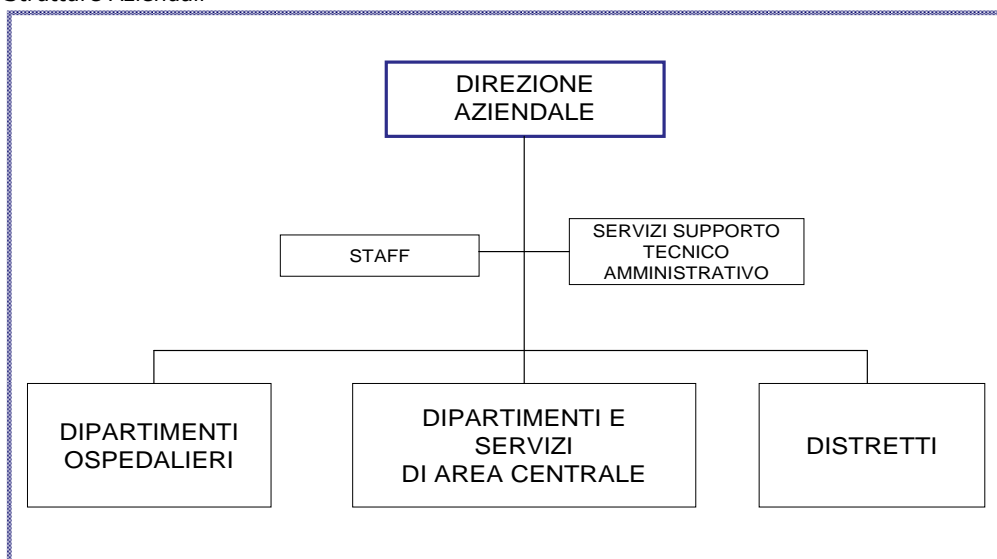 Strutture Aziendali
DIREZIONE
AZIENDALE
STAFF
SERVIZI SUPPORTO
TECNICO
AMMINISTRATIVO
DIPARTIMENTI
OSPEDALIERI
DIPARTIMENTI E
SERVIZI
DI AREA CENTRALE
DISTRETTI